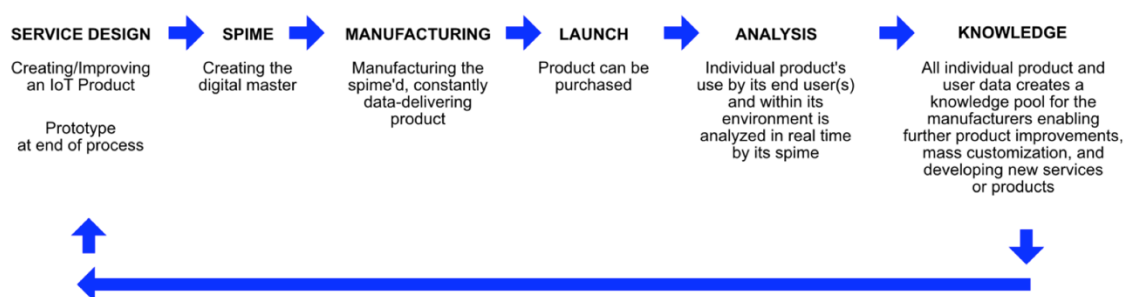 SERVICE DESIGN
Creating/Improving
an IoT Product
Prototype
at end of process
SPIME
Creating the
digital master
MANUFACTURING
Manufacturing the
spime'd, constantly
data-delivering
product
LAUNCH
Product can be
purchased
ANALYSIS
Individual product's
use by its end user(s)
and within its
environment is
analyzed in real time
by its spime
KNOWLEDGE
All individual product and
user data creates a
knowledge pool for the
manufacturers enabling
further product improvements,
mass customization, and
developing new services
or products